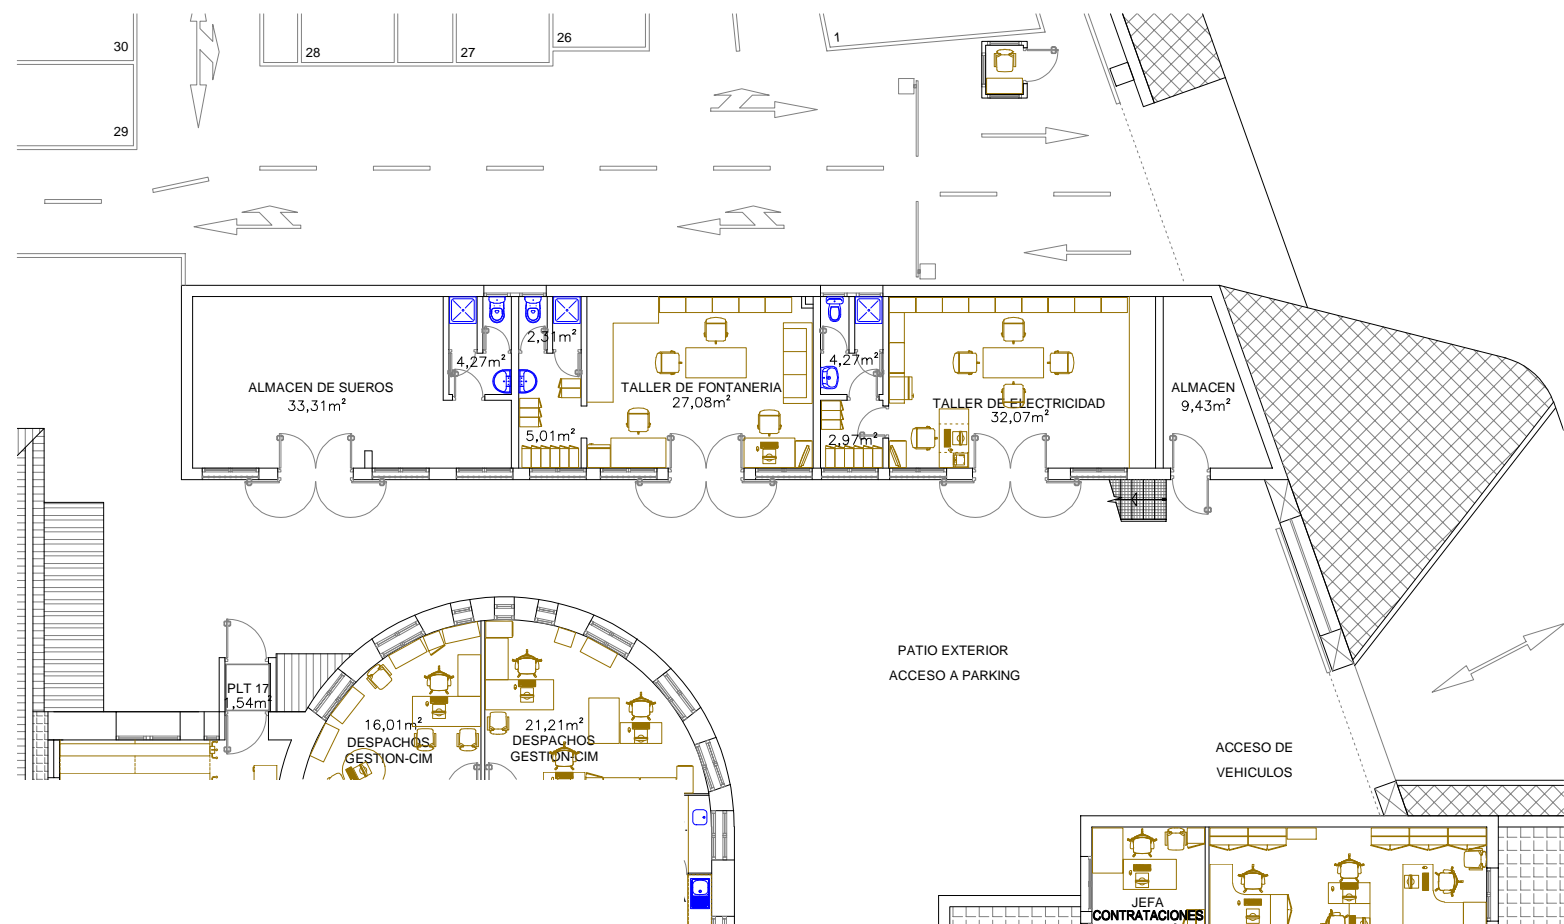 30
28
27
26
1
29
2,31m²
4,27m²
4,27m²
ALMACEN DE SUEROS
33,31m²
TALLER DE FONTANERIA
27,08m²
TALLER DE ELECTRICIDAD
32,07m²
ALMACEN
9,43m²
5,01m²
2,97m²
PATIO EXTERIOR
ACCESO A PARKING
PLT 17
1,54m²
16,01m²
DESPACHOS
GESTION-CIM
21,21m²
DESPACHOS
GESTION-CIM
ACCESO DE
VEHICULOS
JEFA
CONTRATACIONES